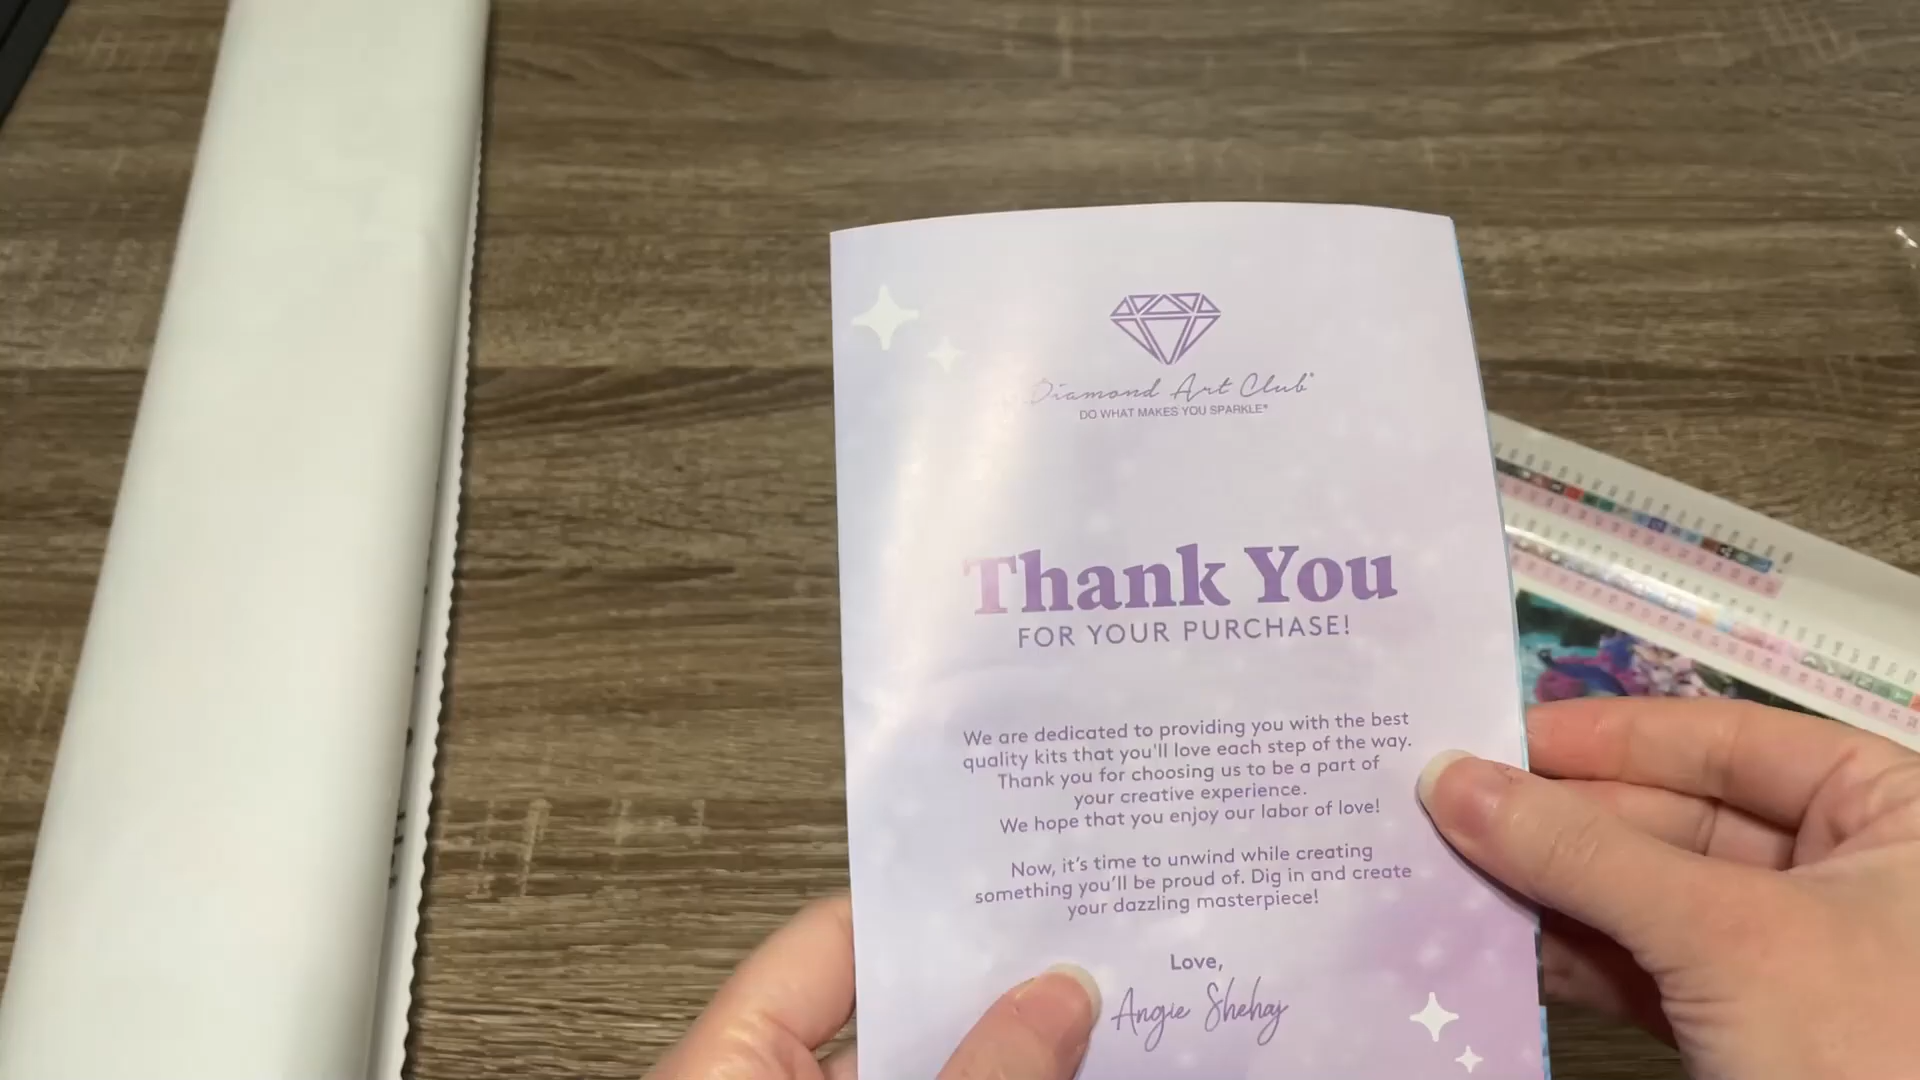 Diamond Art Club®
DO WHAT MAKES YOU SPARKLE®
Thank You
FOR YOUR PURCHASE!
We are dedicated to providing you with the best
quality kits that you'll love each step of the way.
Thank you for choosing us to be a part of
your creative experience.
We hope that you enjoy our labor of love!
Now, it's time to unwind while creating
something you'll be proud of. Dig in and create
your dazzling masterpiece!
Love,
Angie Shehaj